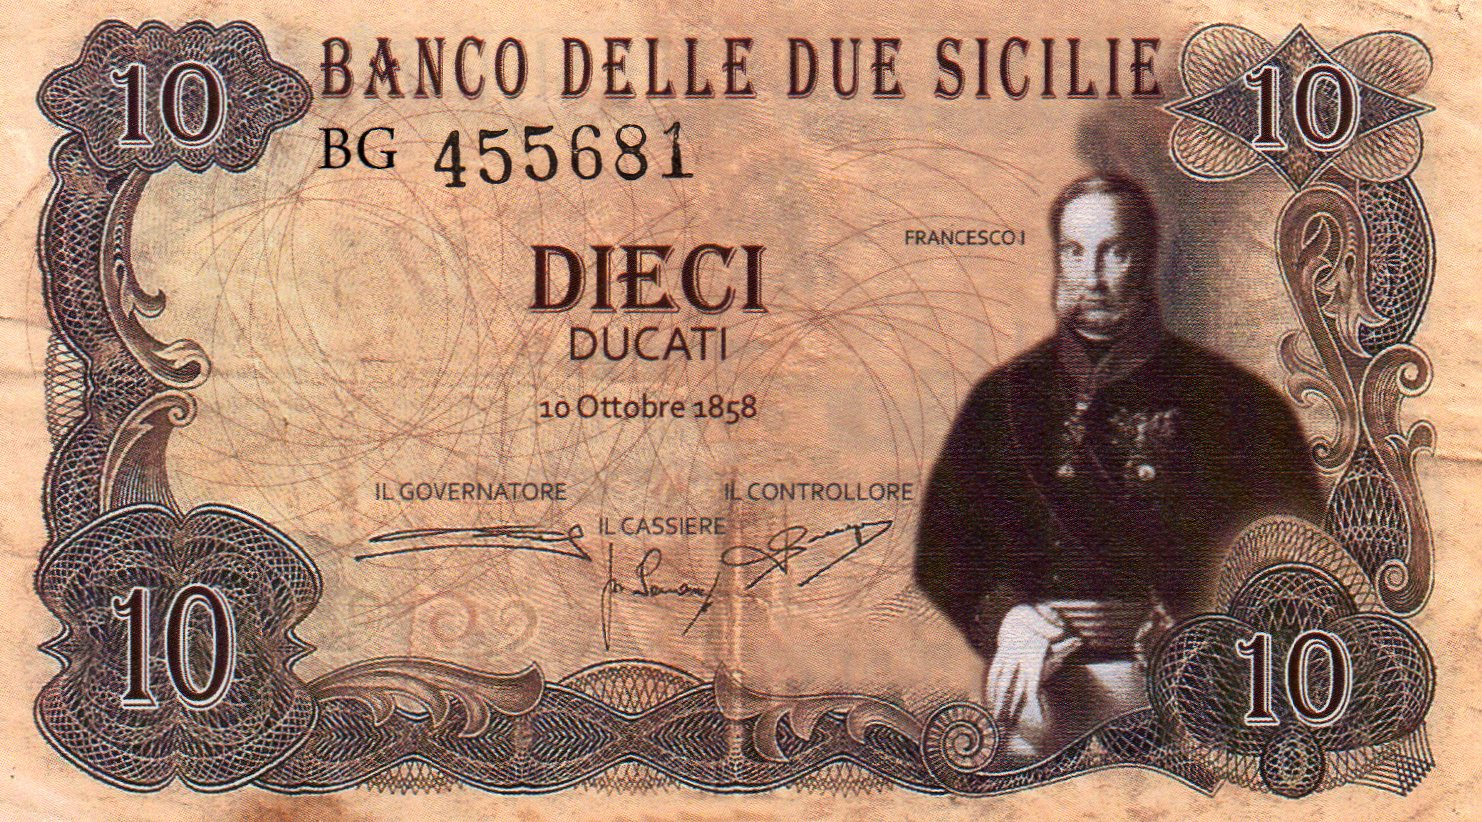 10 BANCO DELLE DUE SICILIE 10
BG 455681
FRANCESCO I
DIECI
DUCATI
10 Ottobre 1858
IL GOVERNATORE
IL CONTROLLORE
IL CASSIERE
10
10